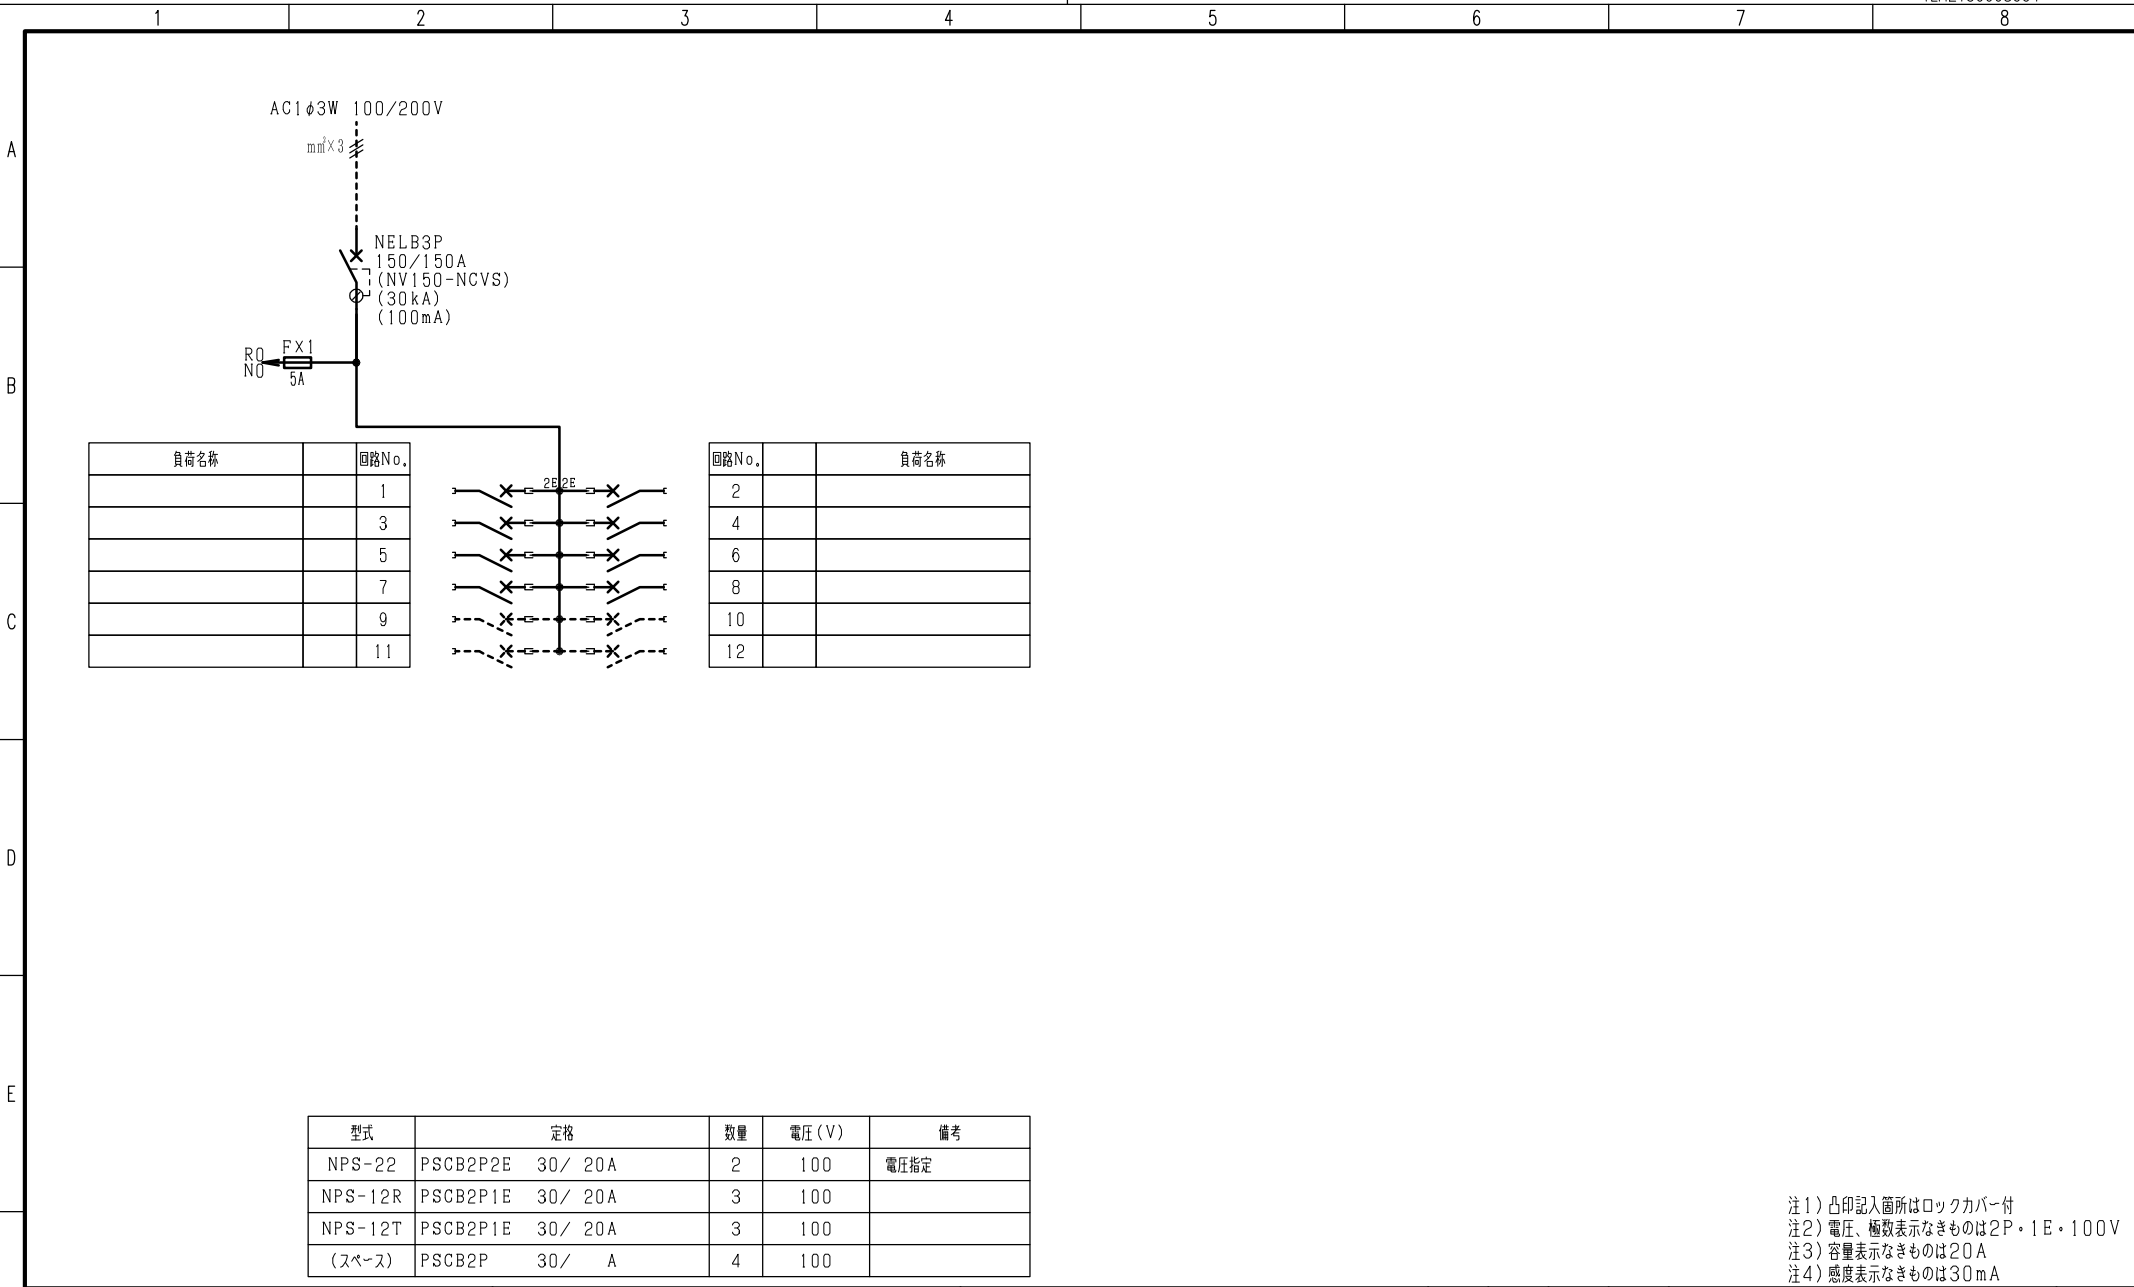 1 2 3 4 5 6 7 8
A
B
C
D
E
AC1φ3W 100/200V
mm²×3
NELB3P
150/150A
(NV150-NCVS)
(30kA)
(100mA)
R0
N0
F×1
5A
負荷名称 回路No.
1
3
5
7
9
11
2E 2E
回路No. 負荷名称
2
4
6
8
10
12
型式 定格 数量 電圧(V) 備考
NPS-22 PSCB2P2E 30/ 20A 2 100 電圧指定
NPS-12R PSCB2P1E 30/ 20A 3 100
NPS-12T PSCB2P1E 30/ 20A 3 100
(スペース) PSCB2P 30/ A 4 100
注1)凸印記入箇所はロックカバー付
注2)電圧、極数表示なきものは2P・1E・100V
注3)容量表示なきものは20A
注4)感度表示なきものは30mA